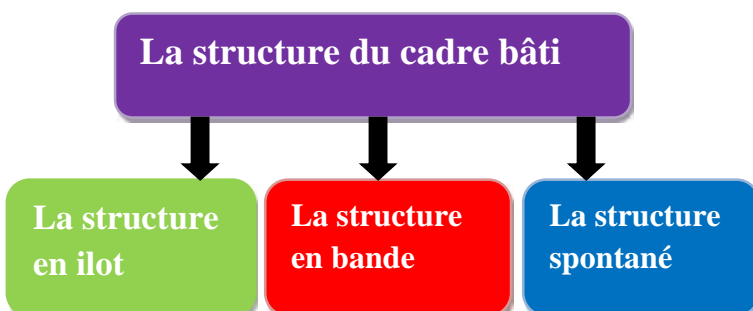 La structure du cadre bâti
La structure
en ilot
La structure
en bande
La structure
spontané